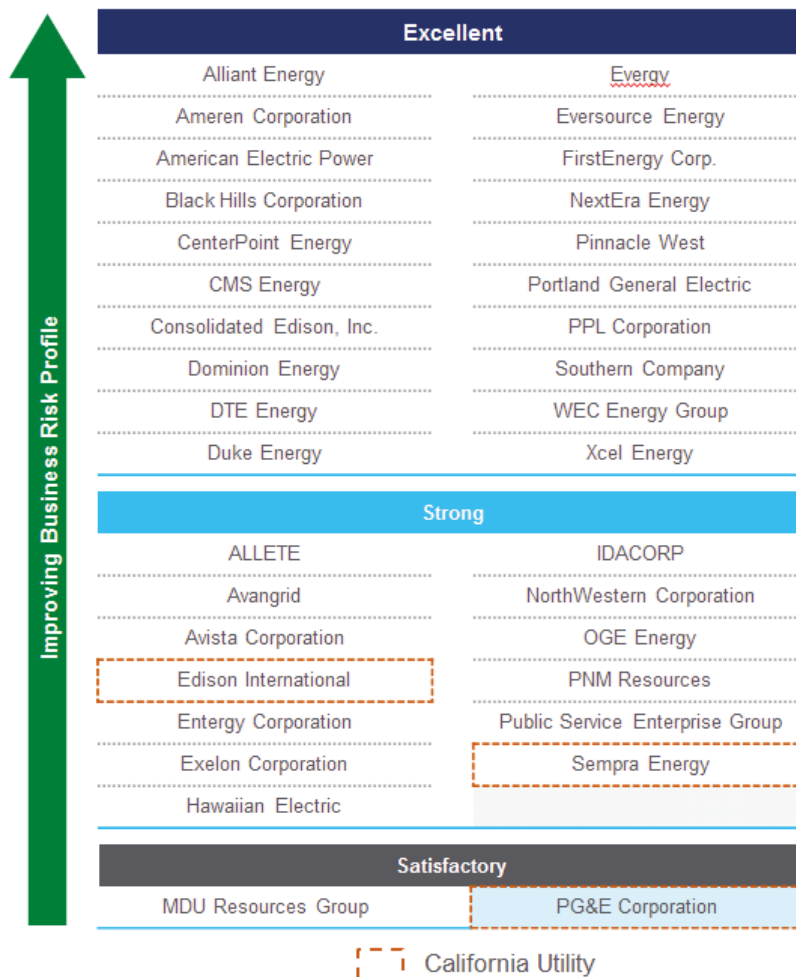 Improving Business Risk Profile
Excellent
Alliant Energy
Evergy
Ameren Corporation
Eversource Energy
American Electric Power
FirstEnergy Corp.
Black Hills Corporation
NextEra Energy
CenterPoint Energy
Pinnacle West
CMS Energy
Portland General Electric
Consolidated Edison, Inc.
PPL Corporation
Dominion Energy
Southern Company
DTE Energy
WEC Energy Group
Duke Energy
Xcel Energy
Strong
ALLETE
IDACORP
Avangrid
NorthWestern Corporation
Avista Corporation
OGE Energy
Edison International
PNM Resources
Entergy Corporation
Public Service Enterprise Group
Exelon Corporation
Sempra Energy
Hawaiian Electric
Satisfactory
MDU Resources Group
PG&E Corporation
California Utility